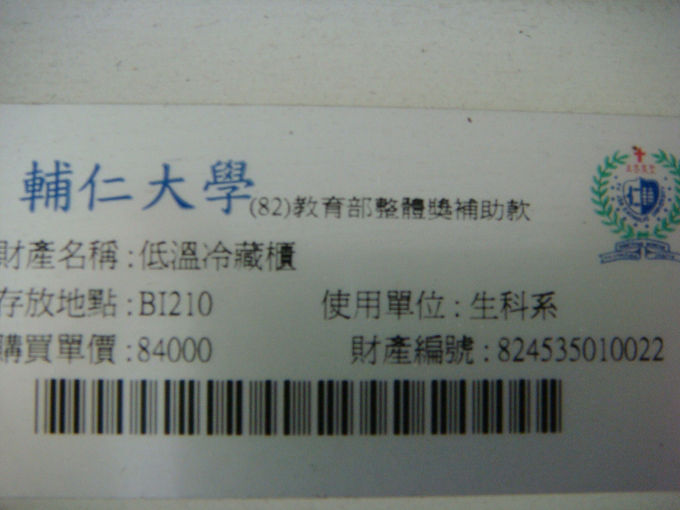 輔仁大學(82)教育部整體獎補助款
財產名稱:低溫冷藏櫃
存放地點:BI210 使用單位:生科系
購買單價:84000 財產編號:824535010022